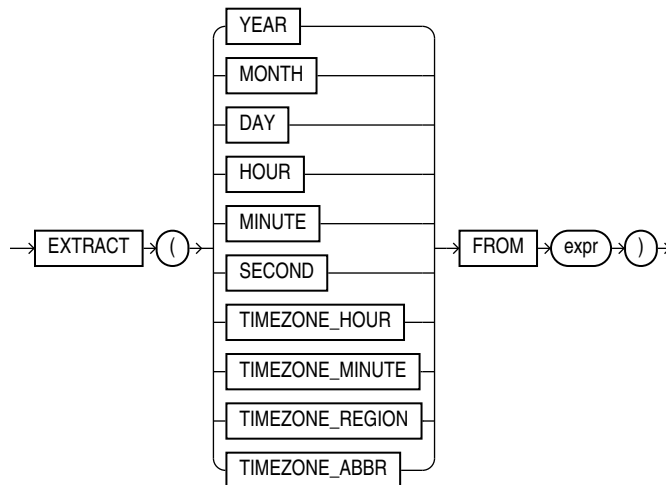 YEAR
MONTH
DAY
HOUR
MINUTE
EXTRACT ( FROM expr )
SECOND
TIMEZONE_HOUR
TIMEZONE_MINUTE
TIMEZONE_REGION
TIMEZONE_ABBR